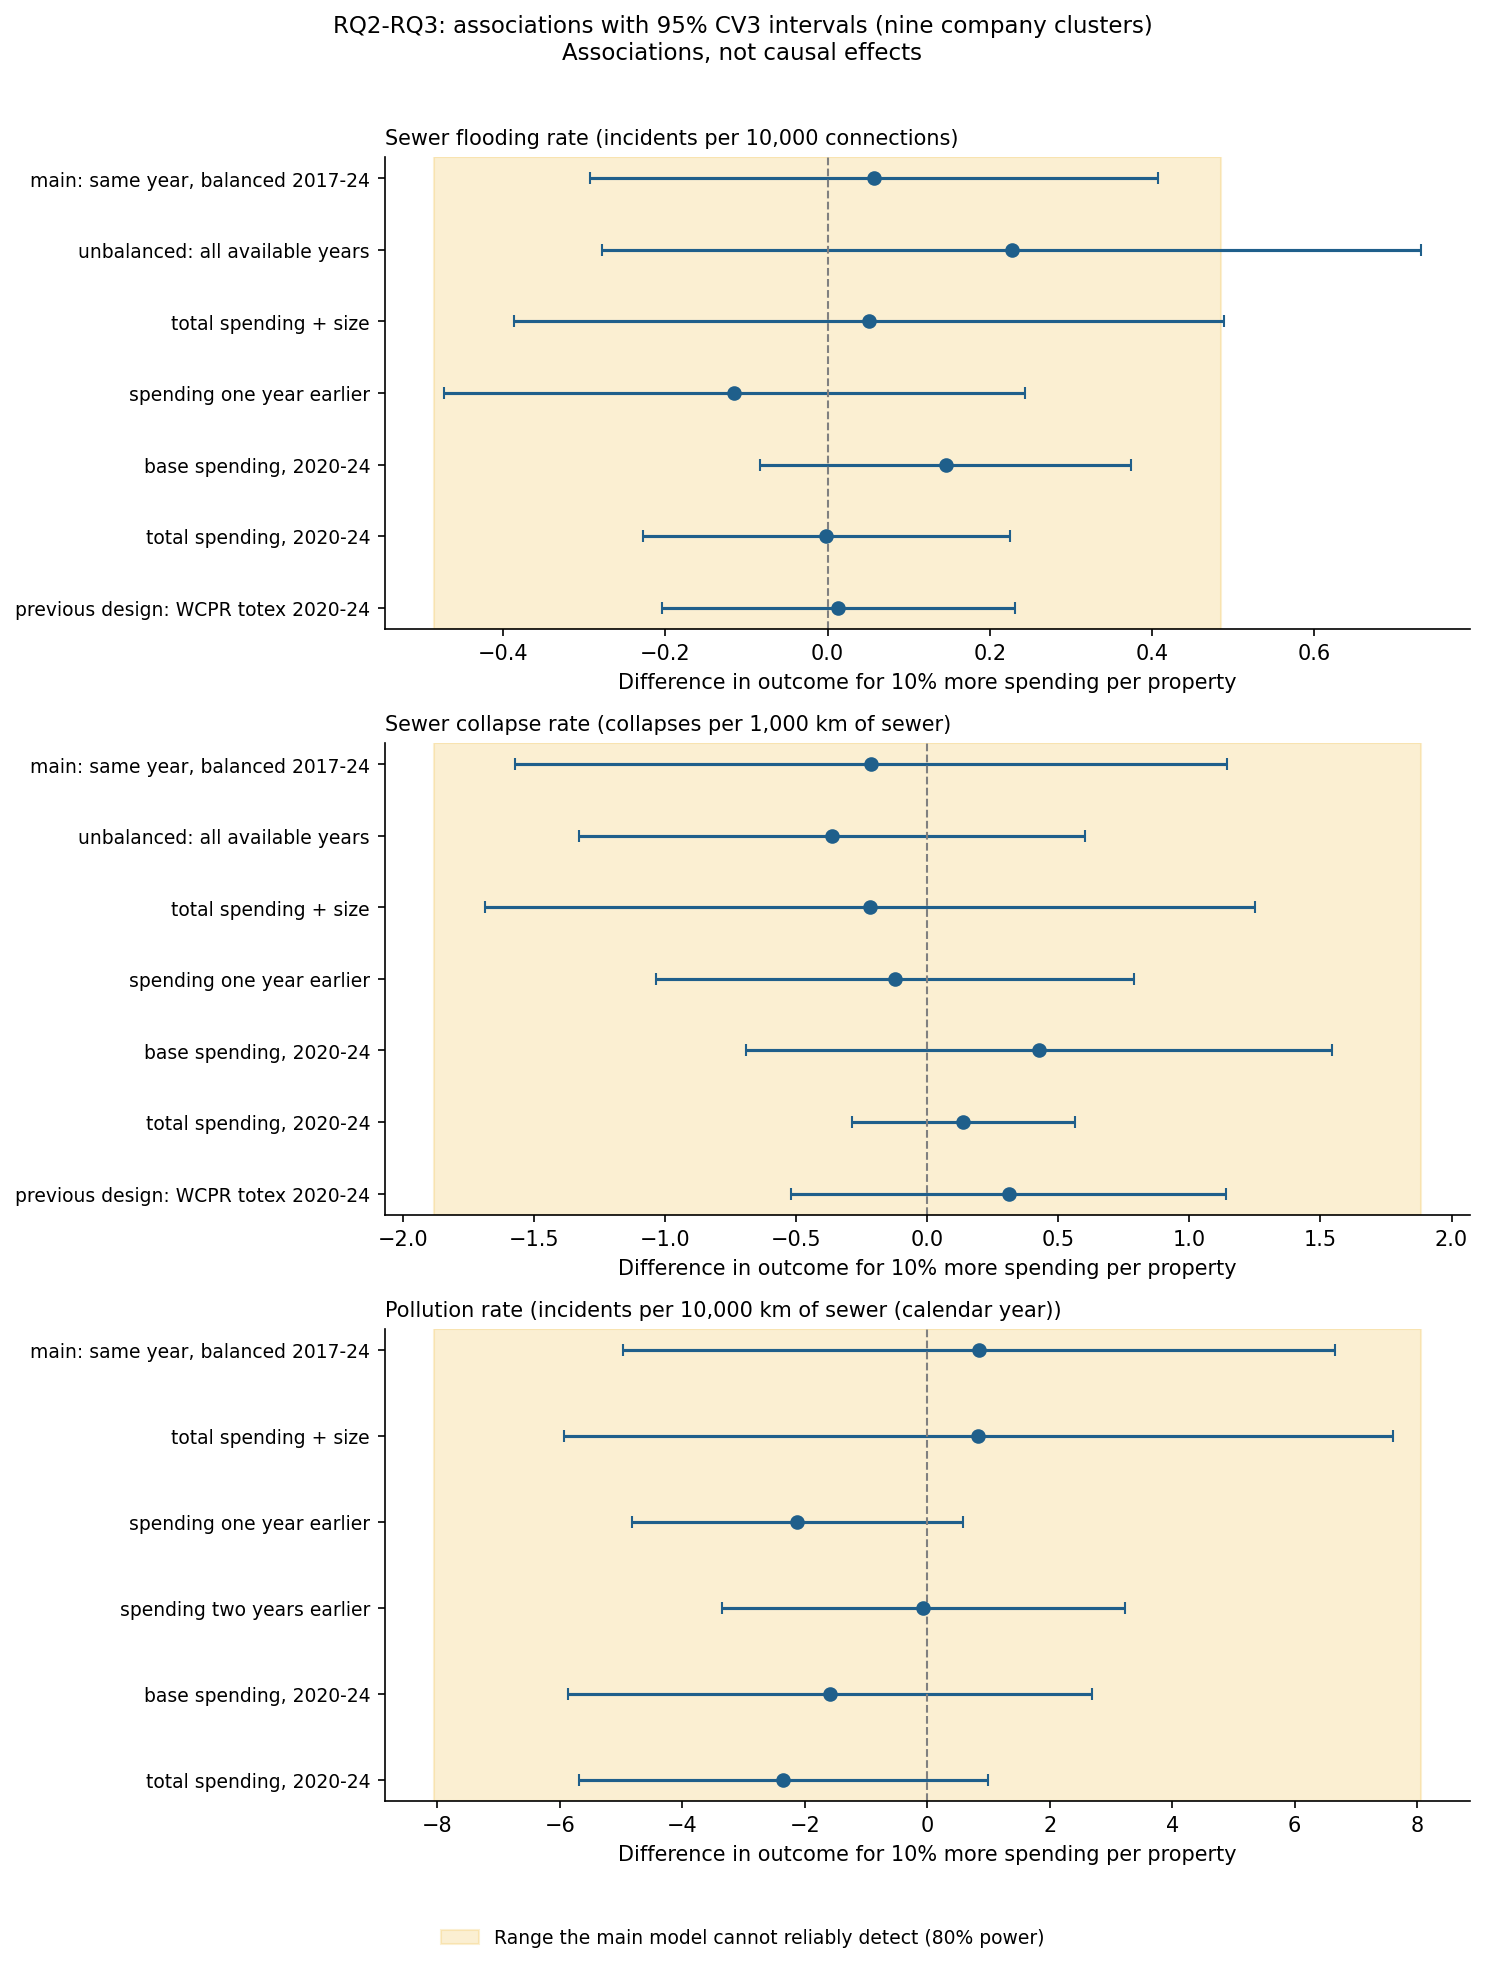 RQ2-RQ3: associations with 95% CV3 intervals (nine company clusters)
Associations, not causal effects
Sewer flooding rate (incidents per 10,000 connections)
main: same year, balanced 2017-24
unbalanced: all available years
total spending + size
spending one year earlier
base spending, 2020-24
total spending, 2020-24
previous design: WCPR totex 2020-24
−0.4 −0.2 0.0 0.2 0.4 0.6
Difference in outcome for 10% more spending per property
Sewer collapse rate (collapses per 1,000 km of sewer)
main: same year, balanced 2017-24
unbalanced: all available years
total spending + size
spending one year earlier
base spending, 2020-24
total spending, 2020-24
previous design: WCPR totex 2020-24
−2.0 −1.5 −1.0 −0.5 0.0 0.5 1.0 1.5 2.0
Difference in outcome for 10% more spending per property
Pollution rate (incidents per 10,000 km of sewer (calendar year))
main: same year, balanced 2017-24
total spending + size
spending one year earlier
spending two years earlier
base spending, 2020-24
total spending, 2020-24
−8 −6 −4 −2 0 2 4 6 8
Difference in outcome for 10% more spending per property
Range the main model cannot reliably detect (80% power)